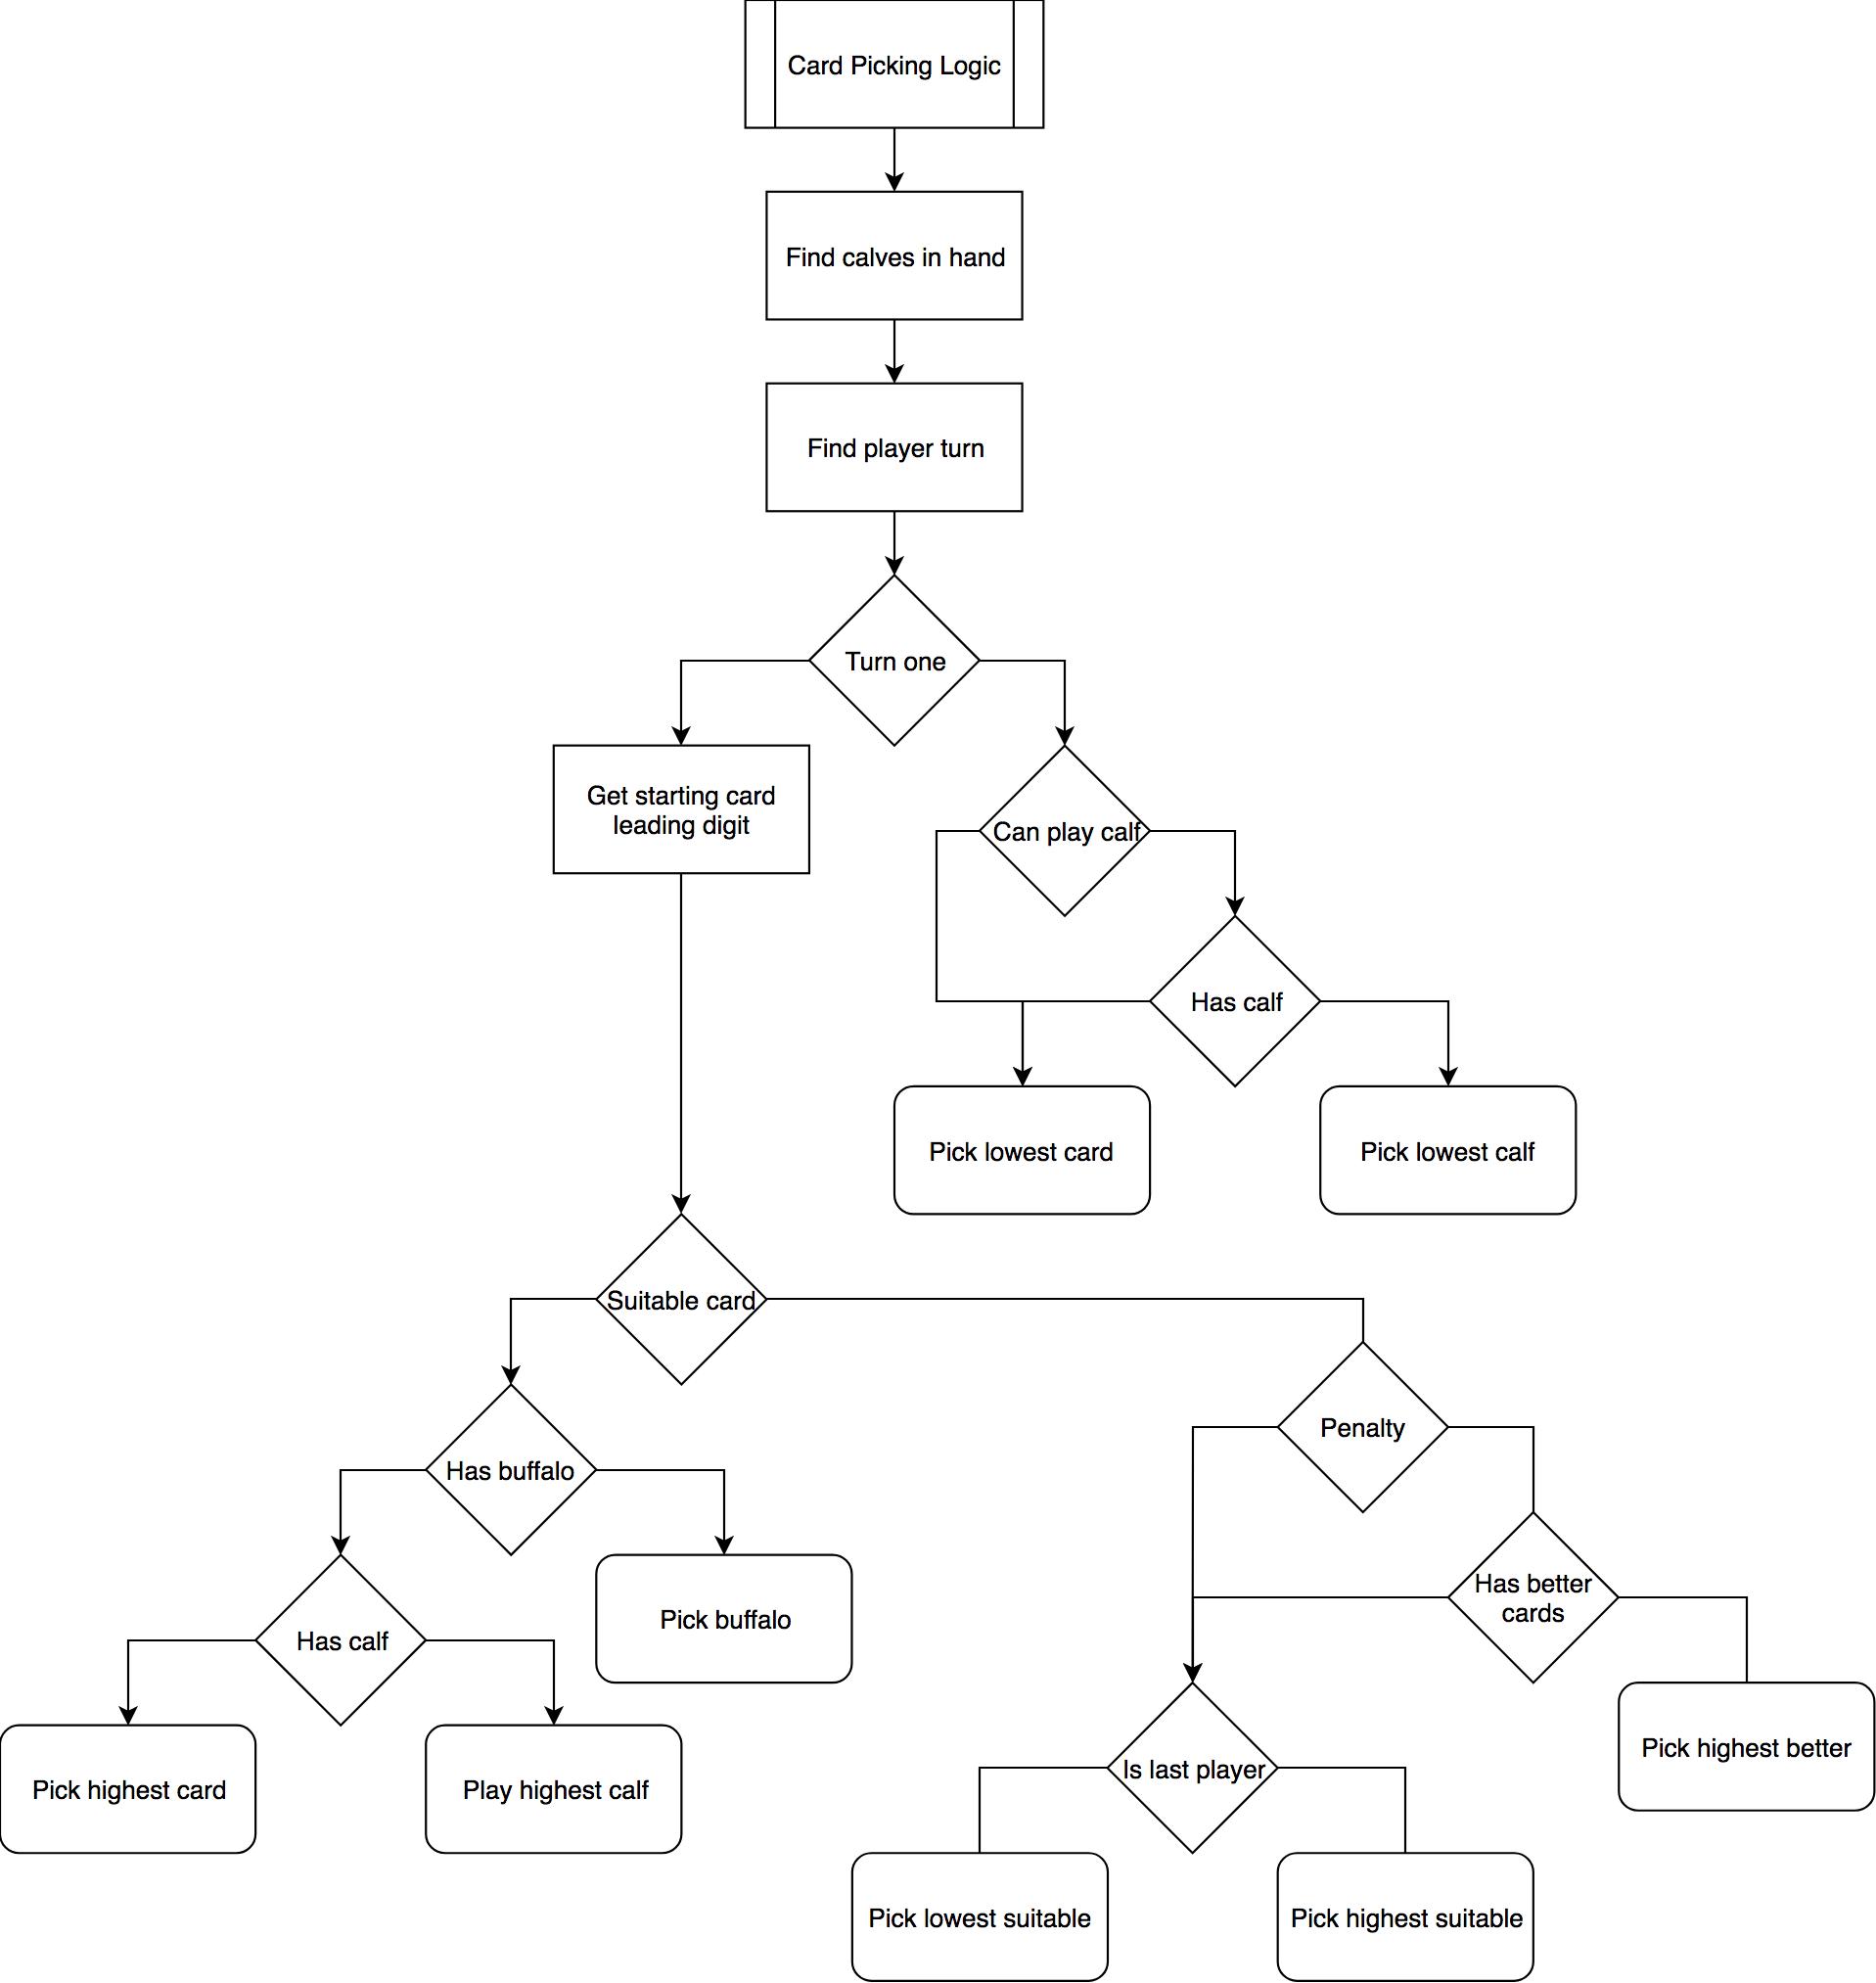 Card Picking Logic
Find calves in hand
Find player turn
Turn one
Get starting card
leading digit
Can play calf
Has calf
Pick lowest card
Pick lowest calf
Suitable card
Has buffalo
Penalty
Has calf
Pick buffalo
Has better
cards
Pick highest card
Play highest calf
Is last player
Pick highest better
Pick lowest suitable
Pick highest suitable